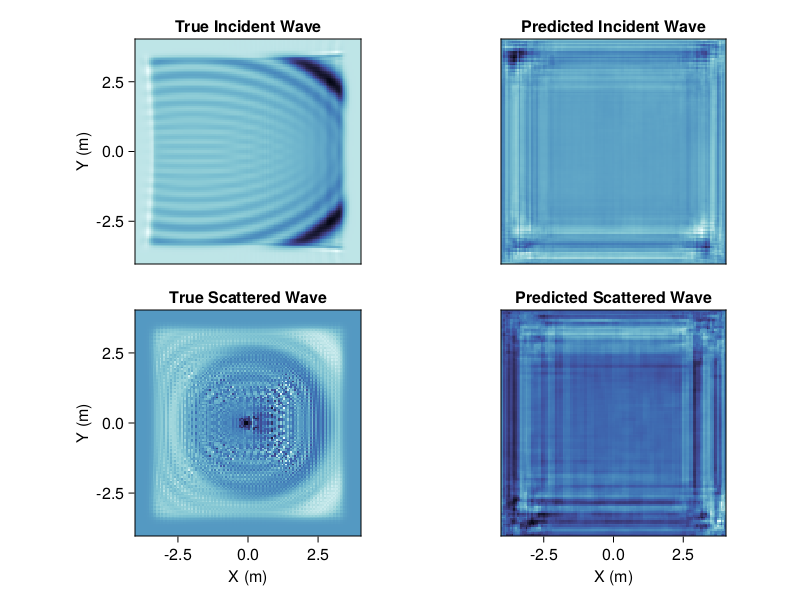 True Incident Wave
Predicted Incident Wave
2.5
0.0
-2.5
Y (m)
True Scattered Wave
Predicted Scattered Wave
2.5
0.0
-2.5
Y (m)
-2.5 0.0 2.5
-2.5 0.0 2.5
X (m)
X (m)